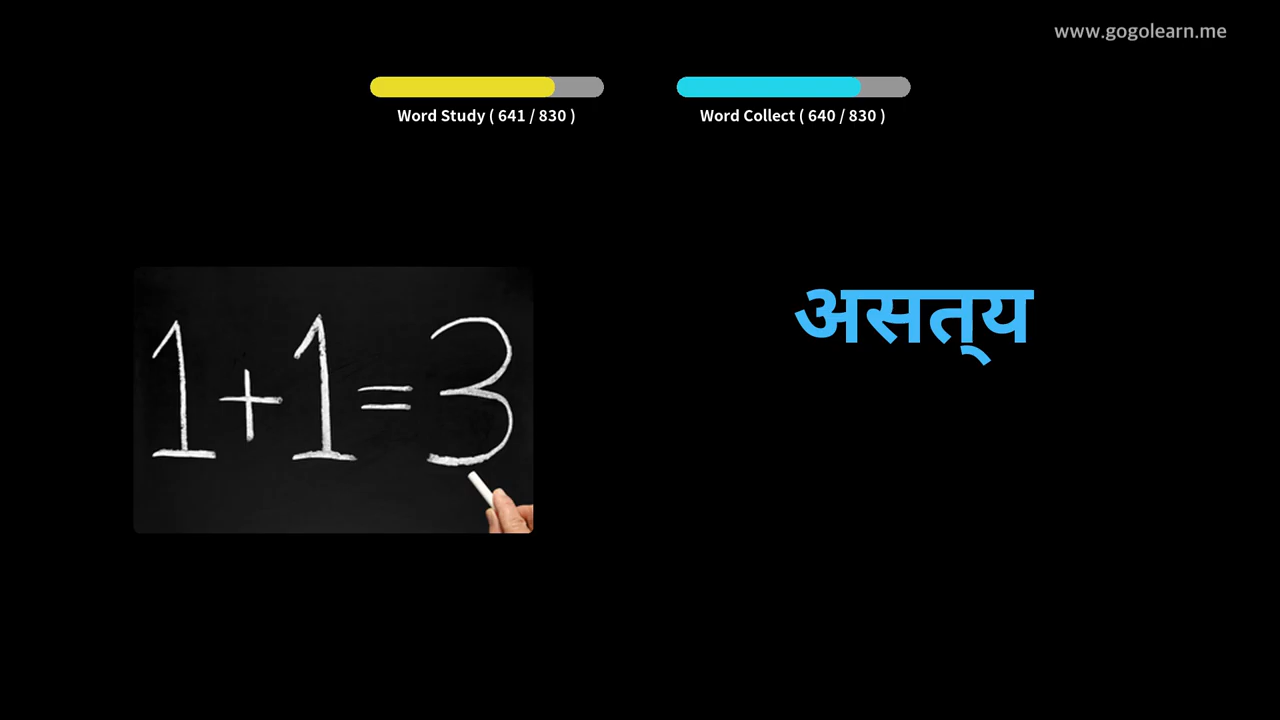 www.gogolearn.me
Word Study ( 641 / 830 )
Word Collect ( 640 / 830 )
1+1=3
असत्‌य